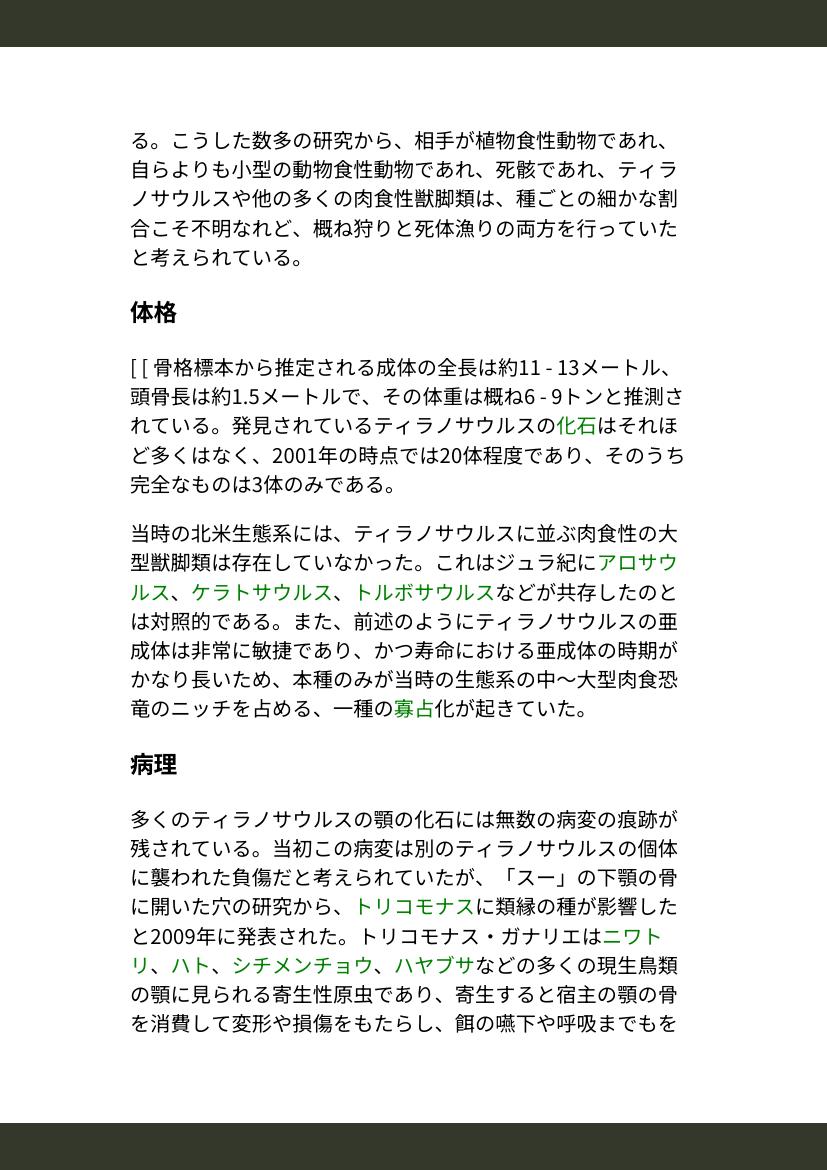 る。こうした数多の研究から、相手が植物食性動物であれ、
自らよりも小型の動物食性動物であれ、死骸であれ、ティラ
ノサウルスや他の多くの肉食性獣脚類は、種ごとの細かな割
合こそ不明なれど、概ね狩りと死体漁りの両方を行っていた
と考えられている。
体格
[ [ 骨格標本から推定される成体の全長は約11 - 13メートル、
頭骨長は約1.5メートルで、その体重は概ね6 - 9トンと推測さ
れている。発見されているティラノサウルスの化石はそれほ
ど多くはなく、2001年の時点では20体程度であり、そのうち
完全なものは3体のみである。
当時の北米生態系には、ティラノサウルスに並ぶ肉食性の大
型獣脚類は存在していなかった。これはジュラ紀にアロサウ
ルス、ケラトサウルス、トルボサウルスなどが共存したのと
は対照的である。また、前述のようにティラノサウルスの亜
成体は非常に敏捷であり、かつ寿命における亜成体の時期が
かなり長いため、本種のみが当時の生態系の中～大型肉食恐
竜のニッチを占める、一種の寡占化が起きていた。
病理
多くのティラノサウルスの顎の化石には無数の病変の痕跡が
残されている。当初この病変は別のティラノサウルスの個体
に襲われた負傷だと考えられていたが、「スー」の下顎の骨
に開いた穴の研究から、トリコモナスに類縁の種が影響した
と2009年に発表された。トリコモナス・ガナリエはニワト
リ、ハト、シチメンチョウ、ハヤブサなどの多くの現生鳥類
の顎に見られる寄生性原虫であり、寄生すると宿主の顎の骨
を消費して変形や損傷をもたらし、餌の嚥下や呼吸までもを